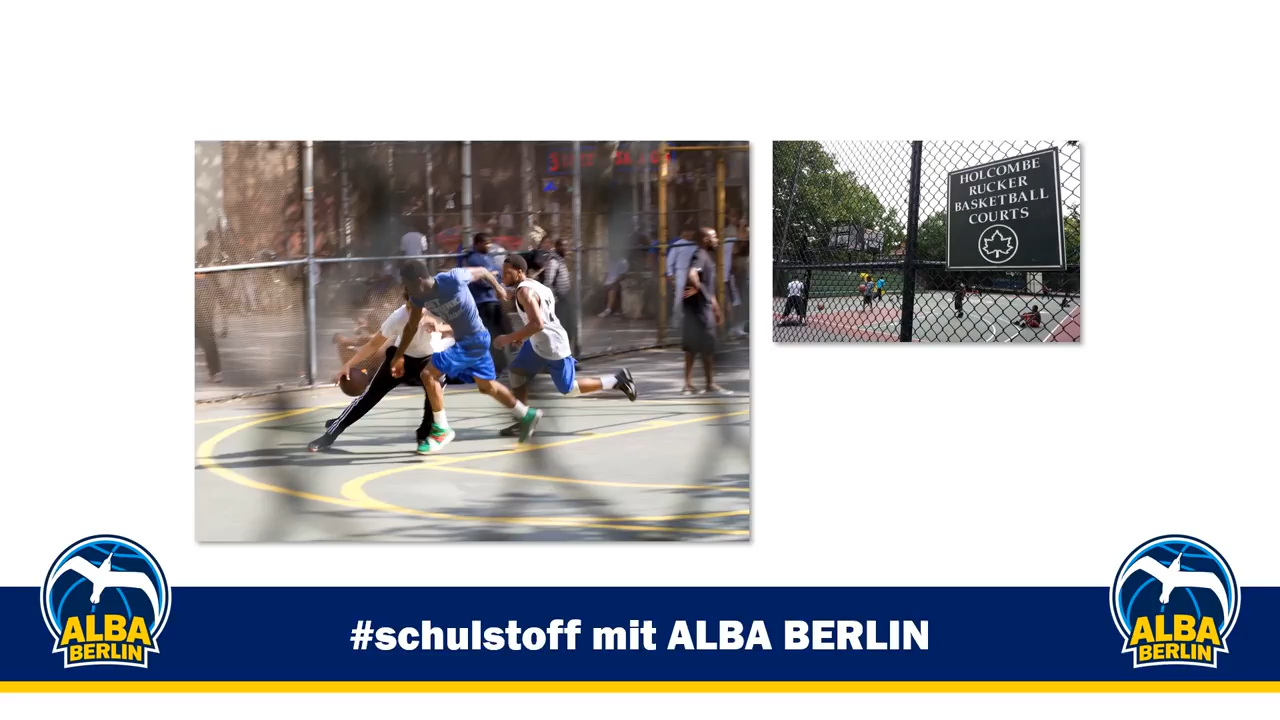 HOLCOMBE
RUCKER
BASKETBALL
COURTS
#schulstoff mit ALBA BERLIN
ALBA
BERLIN
ALBA
BERLIN